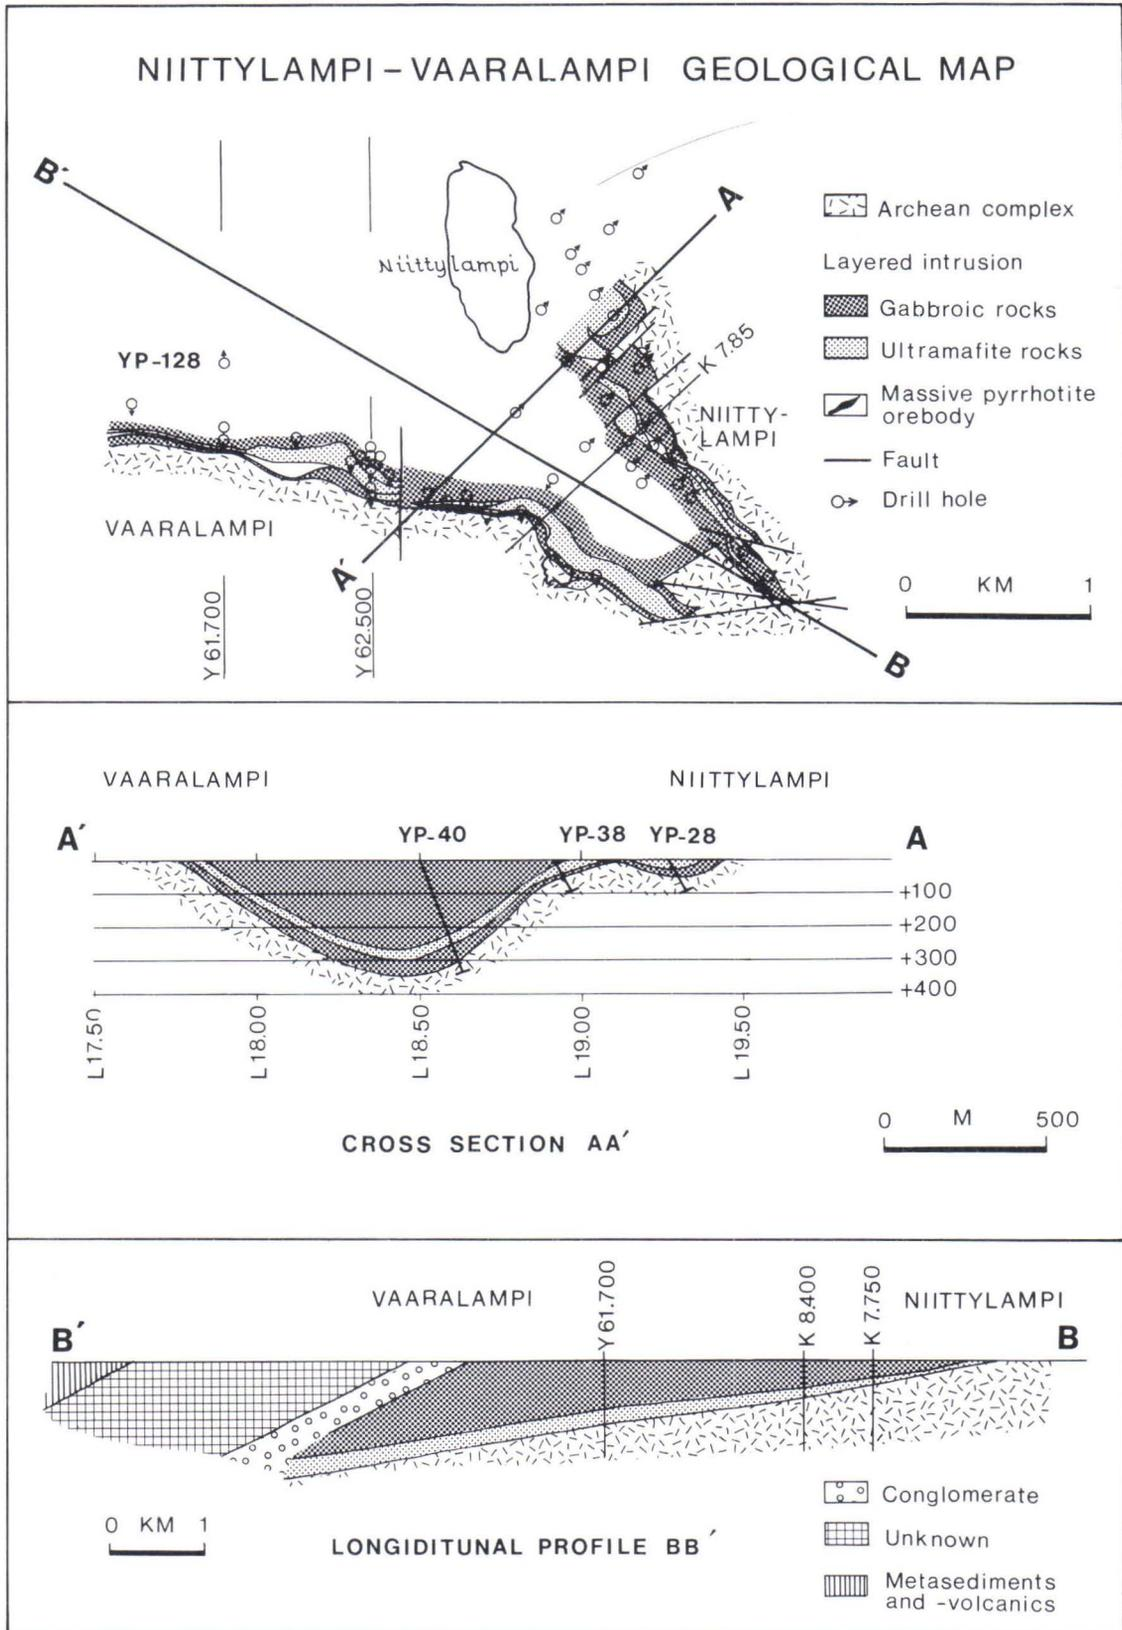 NIITTYLAMPI – VAARALAMPI GEOLOGICAL MAP
B′
A
Niittylampi
K 7.85
YP-128
NIITTY-
LAMPI
VAARALAMPI
A′
B
Y 61.700
Y 62.500
Archean complex
Layered intrusion
Gabbroic rocks
Ultramafite rocks
Massive pyrrhotite
orebody
Fault
Drill hole
0 KM 1
VAARALAMPI NIITTYLAMPI
A′ YP-40 YP-38 YP-28 A
+100
+200
+300
+400
L 17.50 L 18.00 L 18.50 L 19.00 L 19.50
CROSS SECTION AA′
0 M 500
VAARALAMPI Y 61.700 K 8.400 K 7.750 NIITTYLAMPI
B′ B
0 KM 1
LONGIDITUNAL PROFILE BB′
Conglomerate
Unknown
Metasediments
and -volcanics